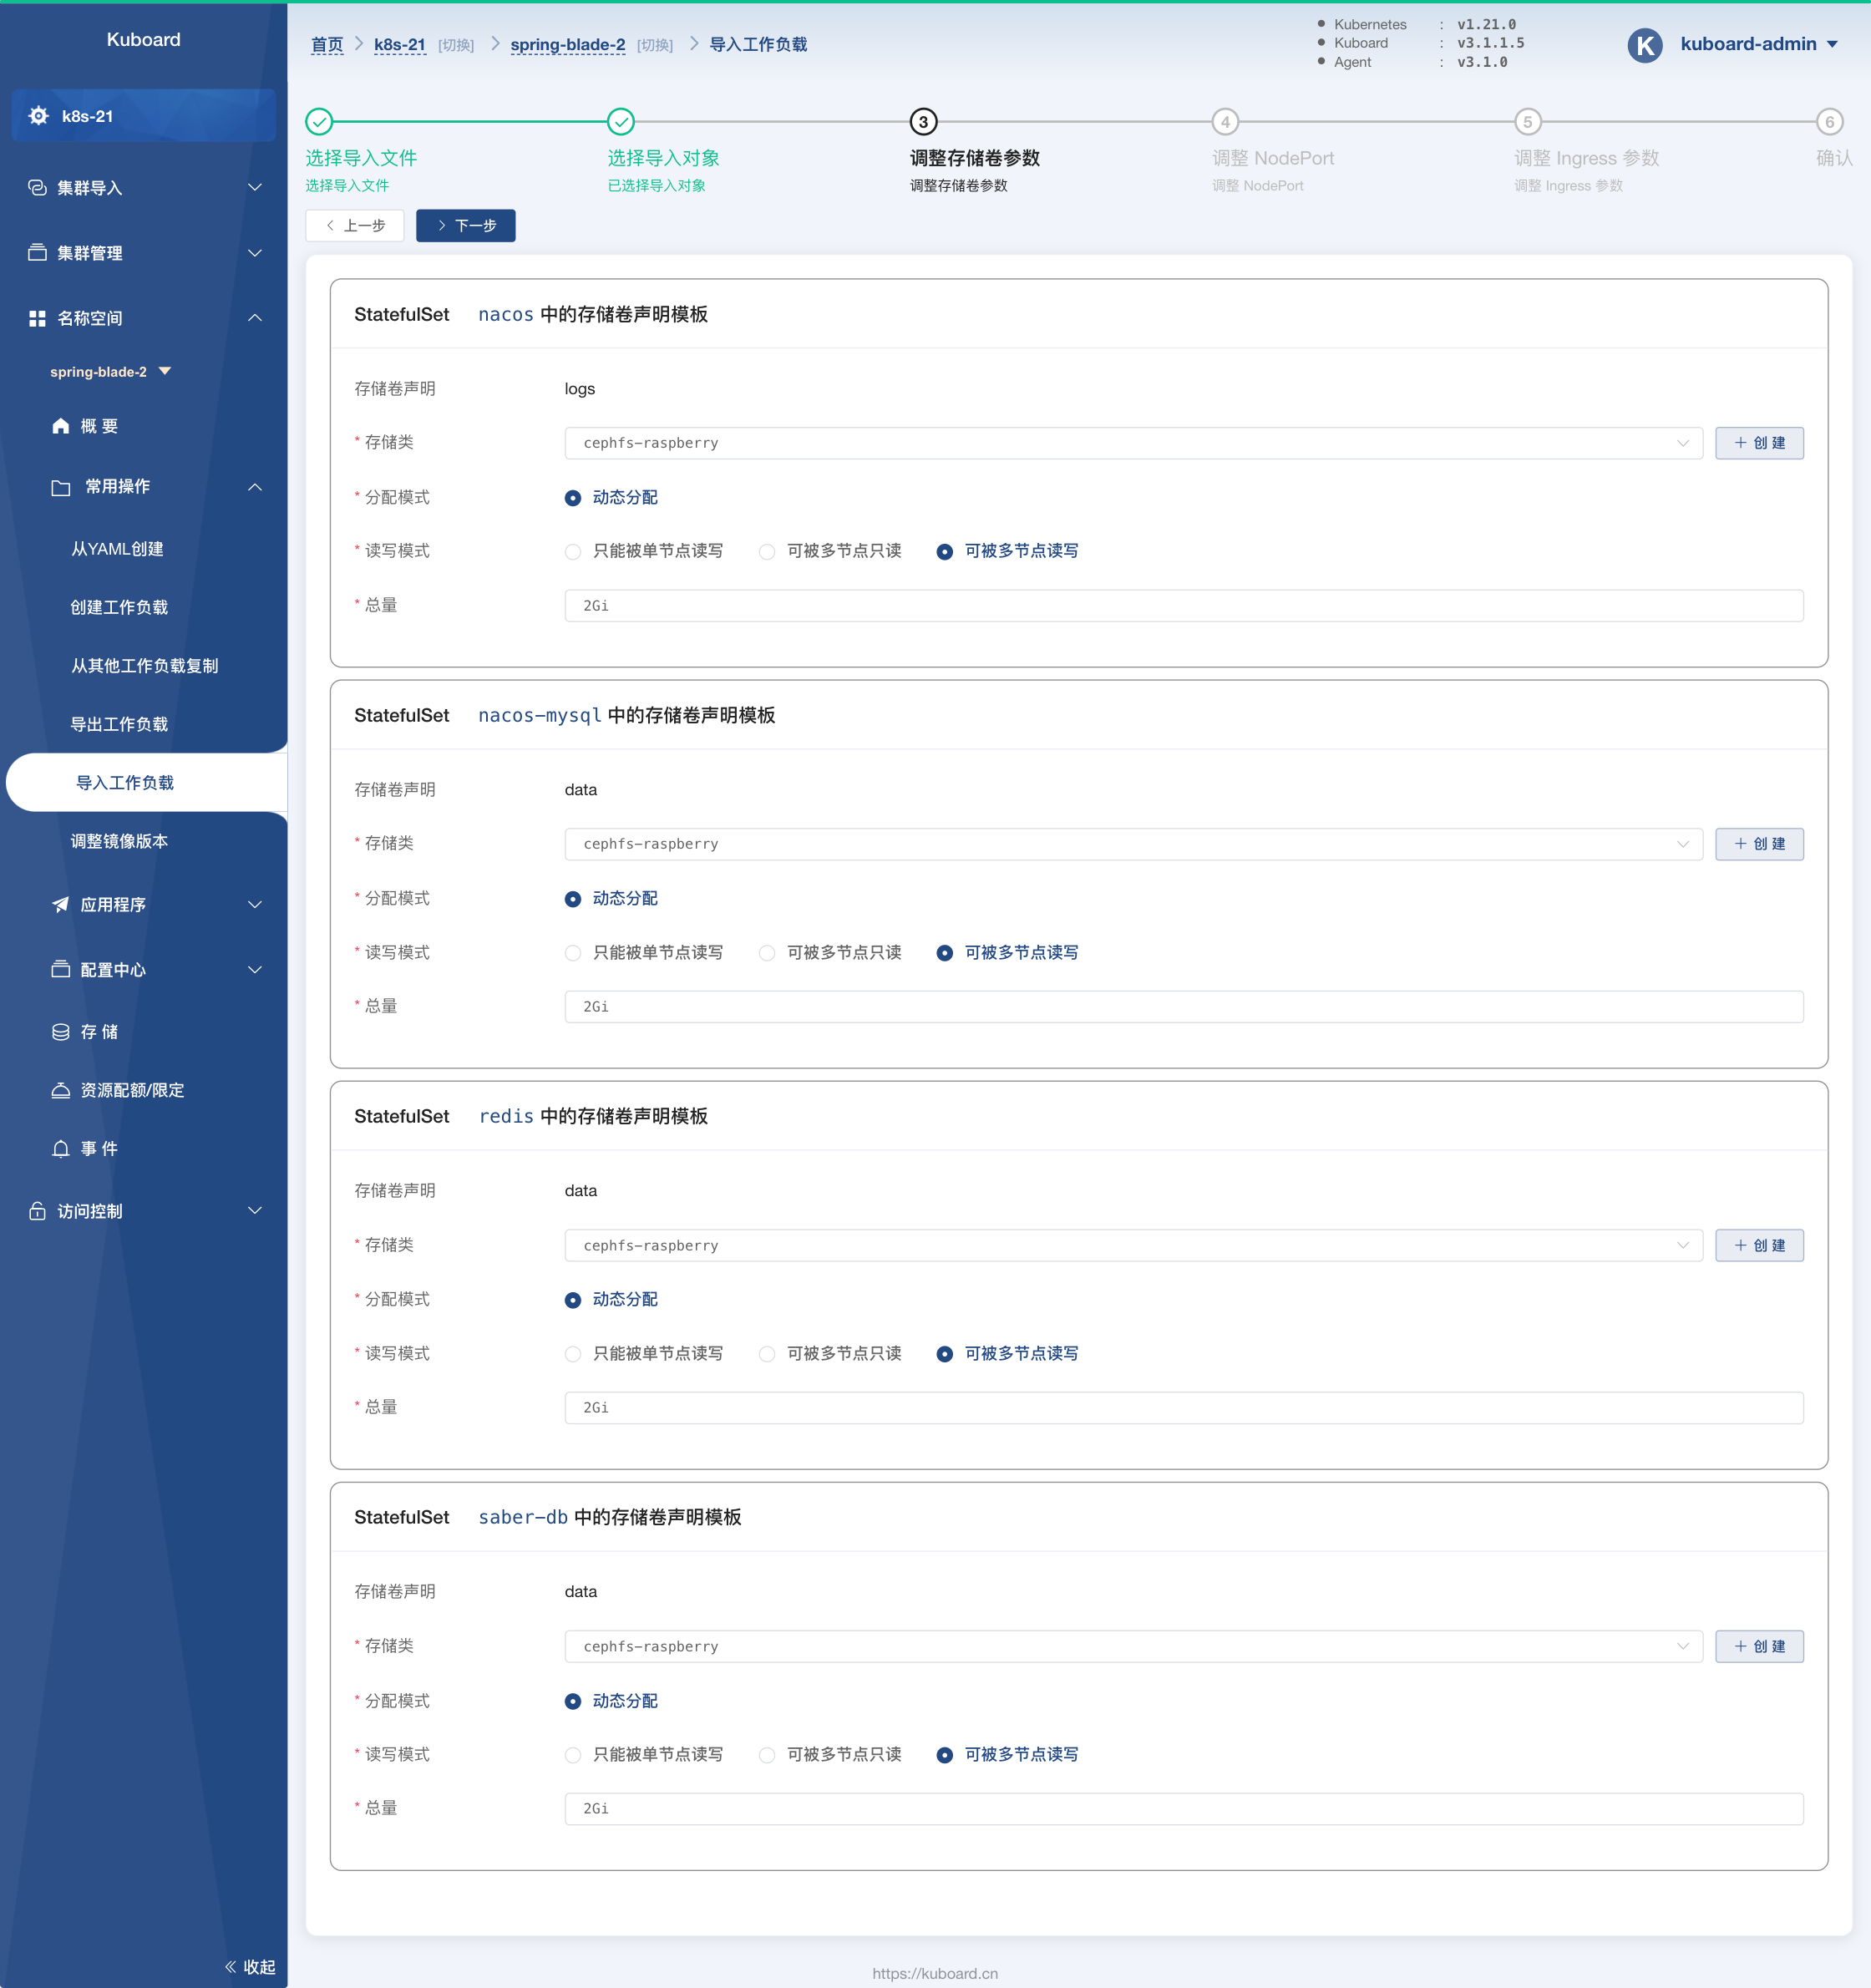 Kuboard
k8s-21
集群导入
集群管理
名称空间
spring-blade-2
概 要
常用操作
从YAML创建
创建工作负载
从其他工作负载复制
导出工作负载
导入工作负载
调整镜像版本
应用程序
配置中心
存 储
资源配额/限定
事 件
访问控制
收起
首页 k8s-21 [切换] spring-blade-2 [切换] 导入工作负载
Kubernetes : v1.21.0
Kuboard : v3.1.1.5
Agent : v3.1.0
K kuboard-admin
3 4 5 6
选择导入文件 选择导入对象 调整存储卷参数 调整 NodePort 调整 Ingress 参数 确认
选择导入文件 已选择导入对象 调整存储卷参数 调整 NodePort 调整 Ingress 参数
上一步 下一步
StatefulSet nacos 中的存储卷声明模板
存储卷声明 logs
* 存储类 cephfs-raspberry + 创 建
* 分配模式 动态分配
* 读写模式 只能被单节点读写 可被多节点只读 可被多节点读写
* 总量 2Gi
StatefulSet nacos-mysql 中的存储卷声明模板
存储卷声明 data
* 存储类 cephfs-raspberry + 创 建
* 分配模式 动态分配
* 读写模式 只能被单节点读写 可被多节点只读 可被多节点读写
* 总量 2Gi
StatefulSet redis 中的存储卷声明模板
存储卷声明 data
* 存储类 cephfs-raspberry + 创 建
* 分配模式 动态分配
* 读写模式 只能被单节点读写 可被多节点只读 可被多节点读写
* 总量 2Gi
StatefulSet saber-db 中的存储卷声明模板
存储卷声明 data
* 存储类 cephfs-raspberry + 创 建
* 分配模式 动态分配
* 读写模式 只能被单节点读写 可被多节点只读 可被多节点读写
* 总量 2Gi
https://kuboard.cn